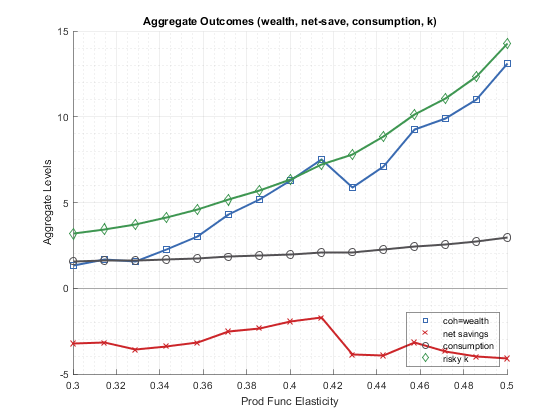 Aggregate Outcomes (wealth, net-save, consumption, k)
15
10
5
0
-5
Aggregate Levels
coh=wealth
net savings
consumption
risky k
0.3 0.32 0.34 0.36 0.38 0.4 0.42 0.44 0.46 0.48 0.5
Prod Func Elasticity